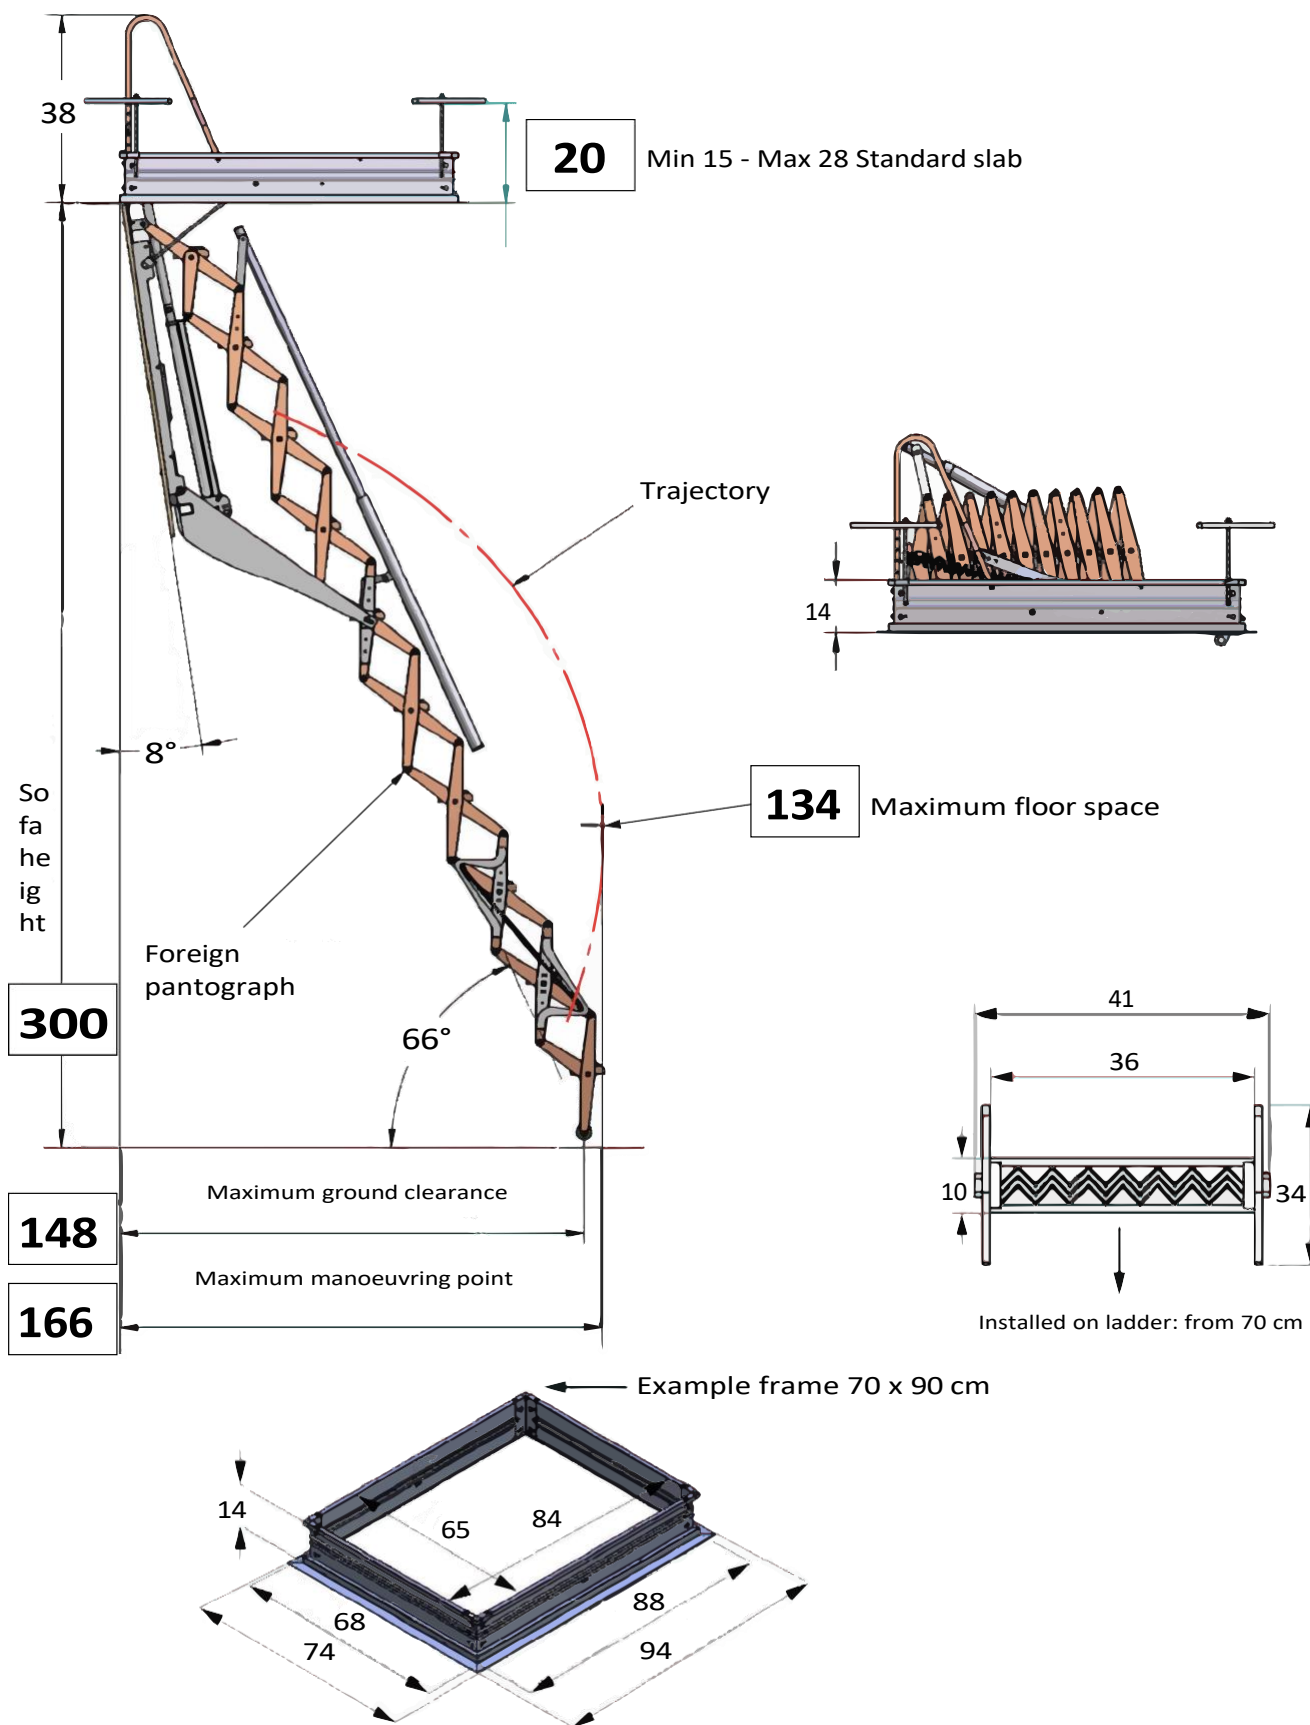 38
20
Min 15 - Max 28 Standard slab
Trajectory
14
8°
134
Maximum floor space
So
fa
he
ig
ht
Foreign
pantograph
300
66°
41
36
10
34
Maximum ground clearance
148
Maximum manoeuvring point
166
Installed on ladder: from 70 cm
Example frame 70 x 90 cm
14
65
84
68
88
74
94